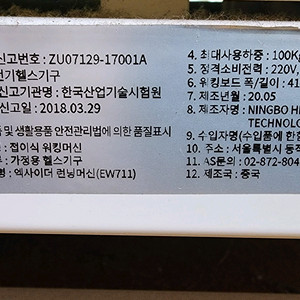 신고번호 : ZU07129-17001A
전기헬스기구
신고기관명 : 한국산업기술시험원
신고일 : 2018.03.29
및 생활용품 안전관리법에 의한 품질표시
: 접이식 워킹머신
: 가정용 헬스기구
: 엑사이더 런닝머신(EW711)
4. 최대사용하중 : 100K
5. 정격소비전력 : 220V,
6. 워킹보드 폭/길이 : 41
7. 제조년월 : 20.05
8. 제조자명 : NINGBO H
TECHNOLO
9. 수입자명(수입품에 한함
10. 주소 : 서울특별시 동
11. AS문의 : 02-872-804
12. 제조국 : 중국